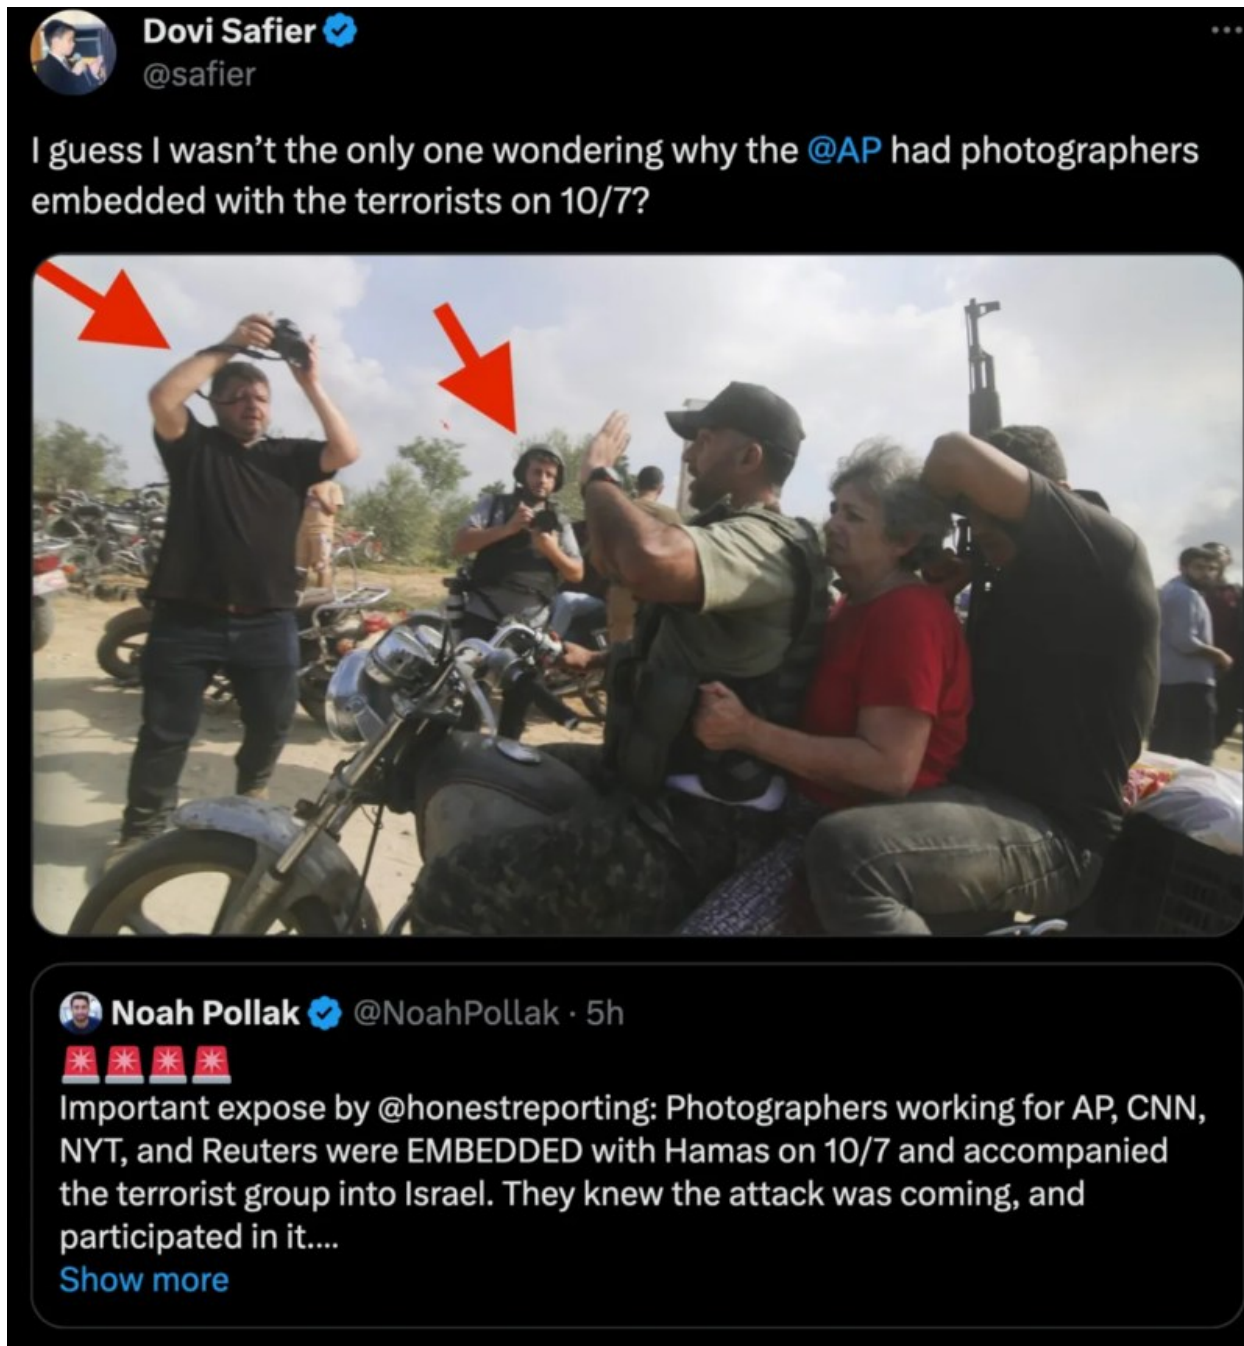 Dovi Safier
@safier
I guess I wasn't the only one wondering why the @AP had photographers
embedded with the terrorists on 10/7?
Noah Pollak @NoahPollak · 5h
🚨🚨🚨🚨
Important expose by @honestreporting: Photographers working for AP, CNN,
NYT, and Reuters were EMBEDDED with Hamas on 10/7 and accompanied
the terrorist group into Israel. They knew the attack was coming, and
participated in it....
Show more